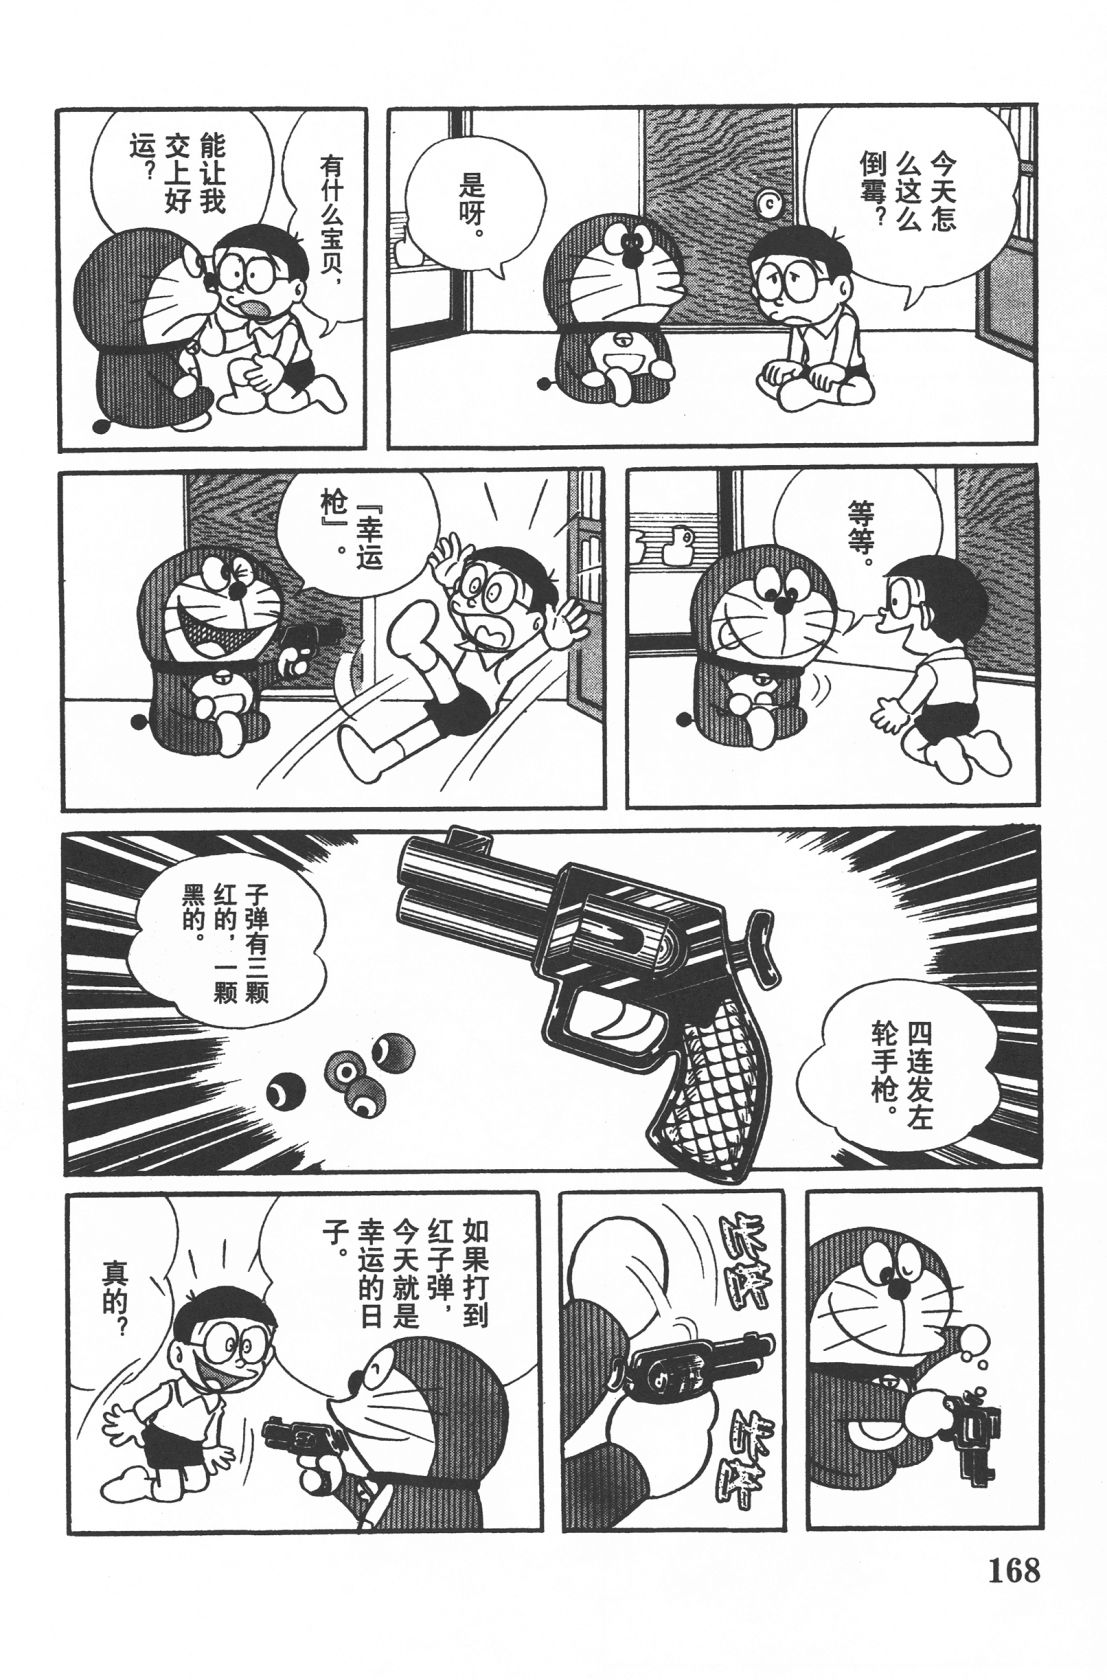 今天怎
么这么
倒霉？
是呀。
有什么宝贝，
能让我
交上好
运？
等等。
『幸运
枪』。
四连发左
轮手枪。
子弹有三颗
红的，一颗
黑的。
咔嚓
咔嚓
如果打到
红子弹，
今天就是
幸运的日
子。
真的？
168